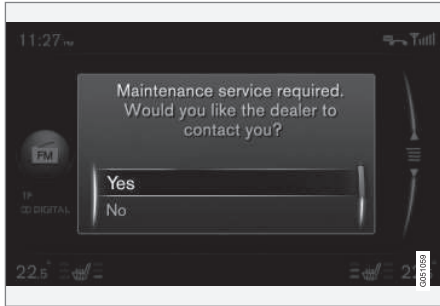 11:27 PM
Maintenance service required.
Would you like the dealer to
contact you?
FM
Yes
No
TP
DIGITAL
22.5°
22
G051059